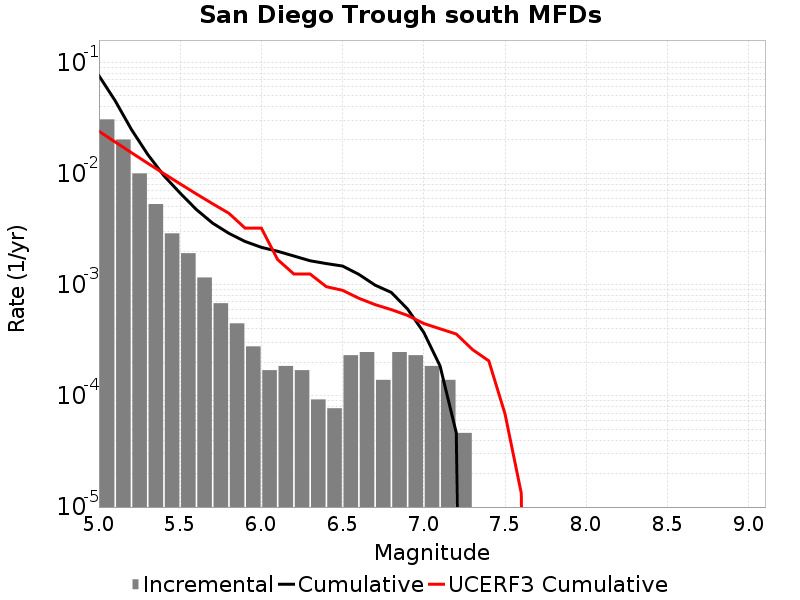 San Diego Trough south MFDs
10-1
10-2
10-3
10-4
10-5
Rate (1/yr)
5.0 5.5 6.0 6.5 7.0 7.5 8.0 8.5 9.0
Magnitude
Incremental Cumulative UCERF3 Cumulative